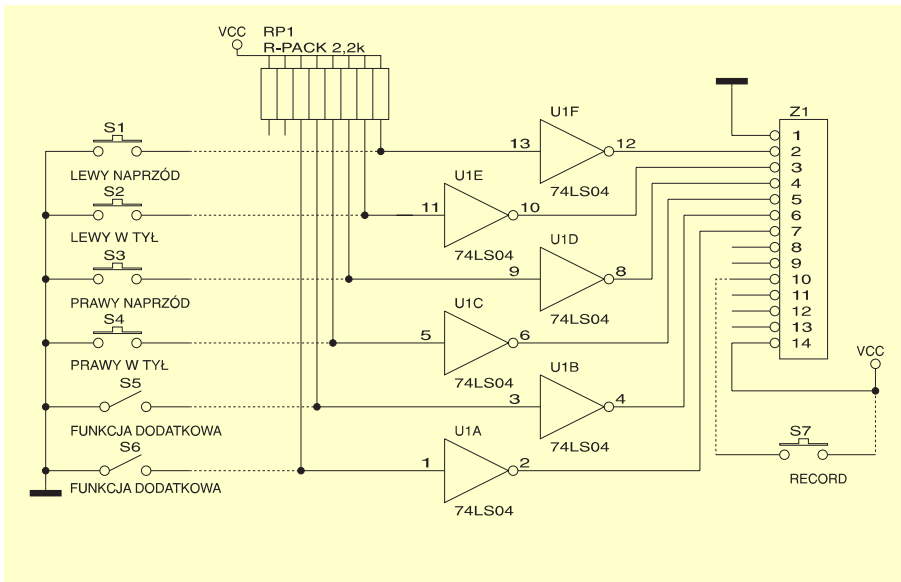 VCC
RP1
R-PACK 2,2k
S1
LEWY NAPRZÓD
S2
LEWY W TYŁ
S3
PRAWY NAPRZÓD
S4
PRAWY W TYŁ
S5
FUNKCJA DODATKOWA
S6
FUNKCJA DODATKOWA
U1F
13
12
74LS04
U1E
11
10
74LS04
U1D
9
8
74LS04
U1C
5
6
74LS04
U1B
3
4
74LS04
U1A
1
2
74LS04
Z1
1
2
3
4
5
6
7
8
9
10
11
12
13
14
VCC
S7
RECORD